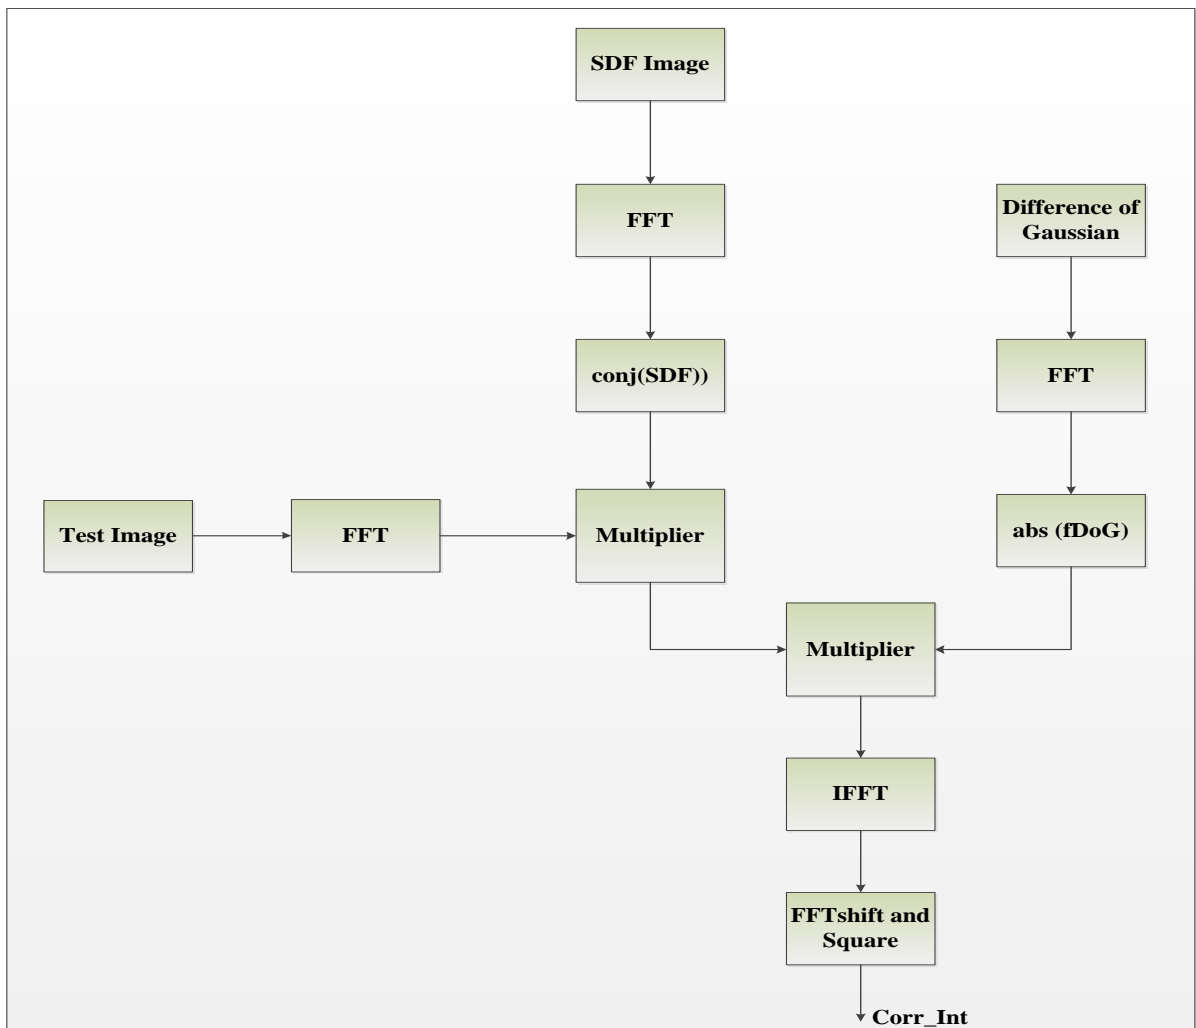 SDF Image
FFT
Difference of
Gaussian
conj(SDF))
FFT
Test Image
FFT
Multiplier
abs (fDoG)
Multiplier
IFFT
FFTshift and
Square
Corr_Int